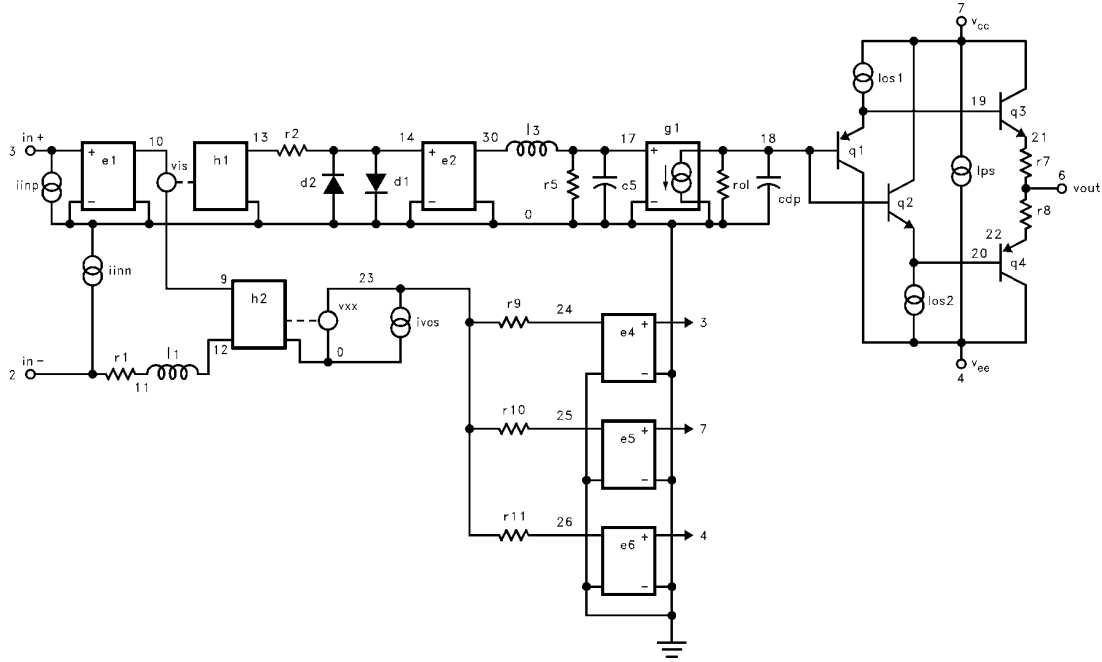 7
vcc
Ios1
19
q3
in+
10
13
r2
14
30
l3
17
g1
18
21
3
+
e1
vis
h1
+
e2
+
q1
r7
6
iinp
d2
d1
r5
c5
rol
cdp
Ips
vout
−
−
0
−
q2
r8
22
iinn
20
q4
9
23
h2
vxx
ivos
r9
24
+
3
Ios2
e4
in−
r1
l1
12
0
vee
2
11
−
4
r10
25
+
7
e5
−
r11
26
+
4
e6
−